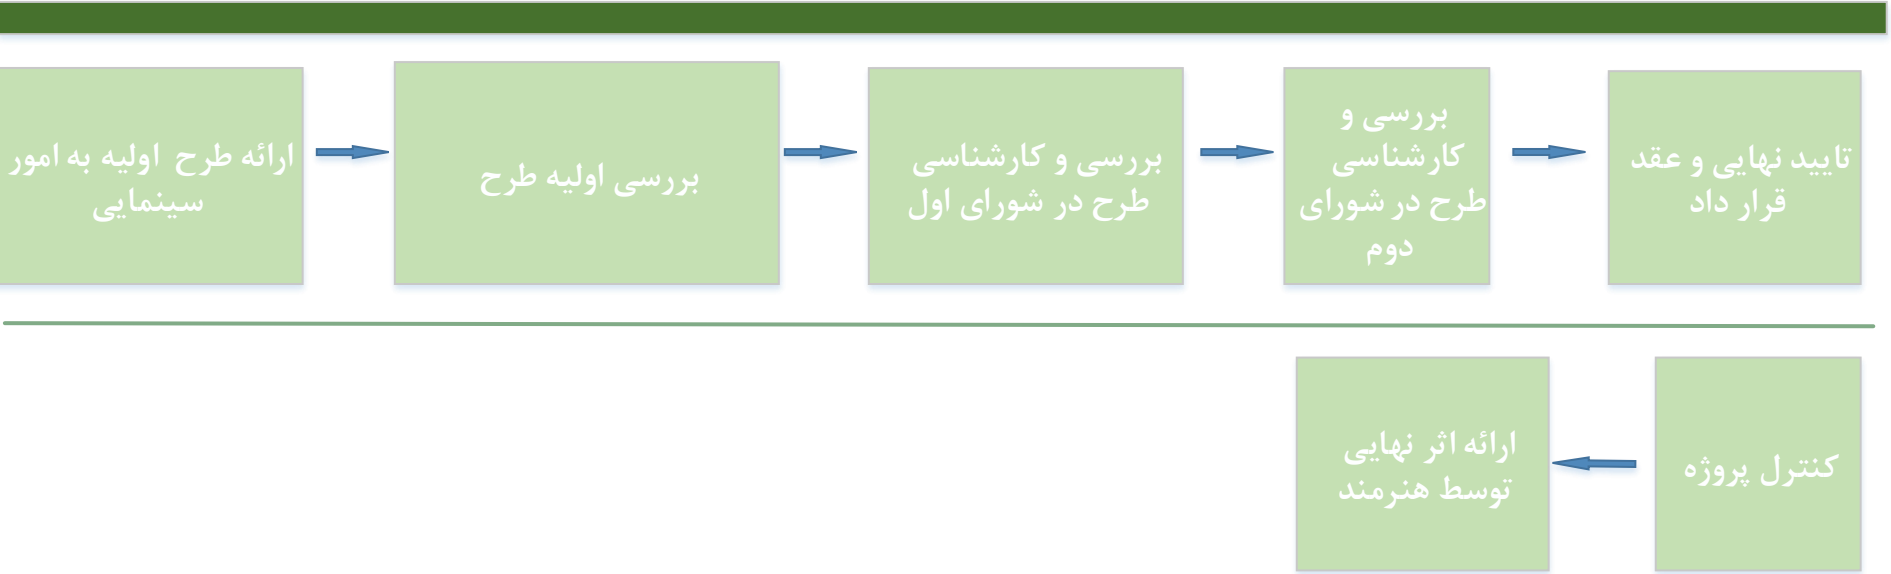 ارائه طرح اولیه به امور
سینمایی
بررسی اولیه طرح
بررسی و کارشناسی
طرح در شورای اول
بررسی و
کارشناسی
طرح در شورای
دوم
تایید نهایی و عقد
قرار داد
کنترل پروژه
ارائه اثر نهایی
توسط هنرمند